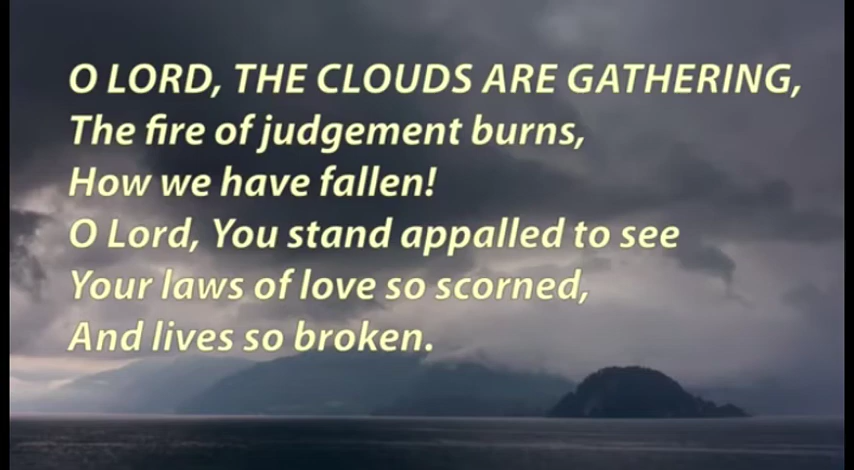 O LORD, THE CLOUDS ARE GATHERING,
The fire of judgement burns,
How we have fallen!
O Lord, You stand appalled to see
Your laws of love so scorned,
And lives so broken.